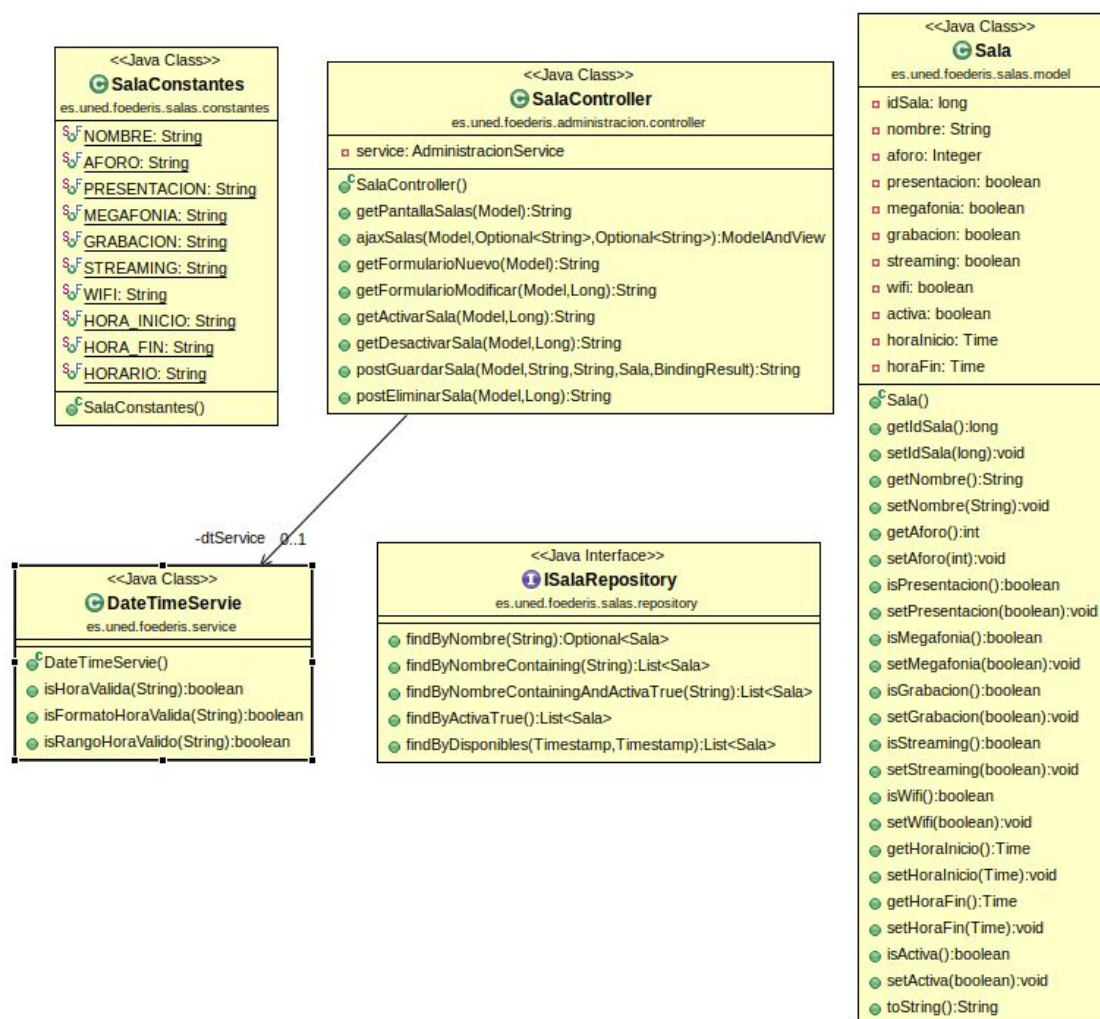 <<Java Class>>
SalaConstantes
es.uned.foederis.salas.constantes
NOMBRE: String
AFORO: String
PRESENTACION: String
MEGAFONIA: String
GRABACION: String
STREAMING: String
WIFI: String
HORA_INICIO: String
HORA_FIN: String
HORARIO: String
SalaConstantes()
<<Java Class>>
SalaController
es.uned.foederis.administracion.controller
service: AdministracionService
SalaController()
getPantallaSalas(Model):String
ajaxSalas(Model,Optional<String>,Optional<String>):ModelAndView
getFormularioNuevo(Model):String
getFormularioModificar(Model,Long):String
getActivarSala(Model,Long):String
getDesactivarSala(Model,Long):String
postGuardarSala(Model,String,String,Sala,BindingResult):String
postEliminarSala(Model,Long):String
-dtService 0..1
<<Java Class>>
DateTimeServie
es.uned.foederis.service
DateTimeServie()
isHoraValida(String):boolean
isFormatoHoraValida(String):boolean
isRangoHoraValido(String):boolean
<<Java Interface>>
ISalaRepository
es.uned.foederis.salas.repository
findByNombre(String):Optional<Sala>
findByNombreContaining(String):List<Sala>
findByNombreContainingAndActivaTrue(String):List<Sala>
findByActivaTrue():List<Sala>
findByDisponibles(Timestamp,Timestamp):List<Sala>
<<Java Class>>
Sala
es.uned.foederis.salas.model
idSala: long
nombre: String
aforo: Integer
presentacion: boolean
megafonia: boolean
grabacion: boolean
streaming: boolean
wifi: boolean
activa: boolean
horaInicio: Time
horaFin: Time
Sala()
getIdSala():long
setIdSala(long):void
getNombre():String
setNombre(String):void
getAforo():int
setAforo(int):void
isPresentacion():boolean
setPresentacion(boolean):void
isMegafonia():boolean
setMegafonia(boolean):void
isGrabacion():boolean
setGrabacion(boolean):void
isStreaming():boolean
setStreaming(boolean):void
isWifi():boolean
setWifi(boolean):void
getHoraInicio():Time
setHoraInicio(Time):void
getHoraFin():Time
setHoraFin(Time):void
isActiva():boolean
setActiva(boolean):void
toString():String